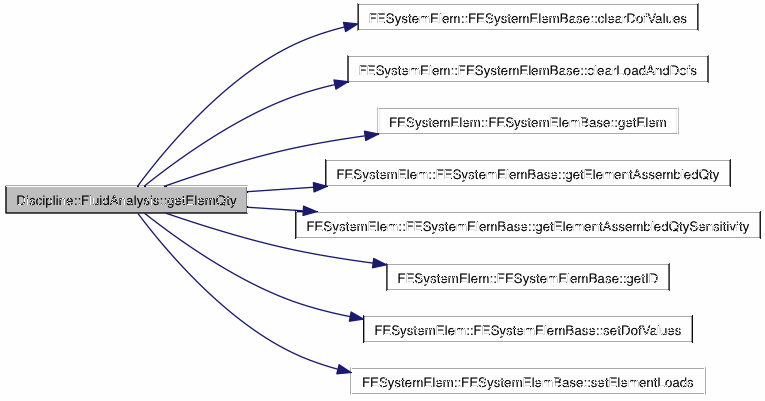 FESystemElem::FESystemElemBase::clearDofValues
FESystemElem::FESystemElemBase::clearLoadAndDofs
FESystemElem::FESystemElemBase::getElem
FESystemElem::FESystemElemBase::getElementAssembledQty
Discipline::FluidAnalysis::getElemQty
FESystemElem::FESystemElemBase::getElementAssembledQtySensitivity
FESystemElem::FESystemElemBase::getID
FESystemElem::FESystemElemBase::setDofValues
FESystemElem::FESystemElemBase::setElementLoads